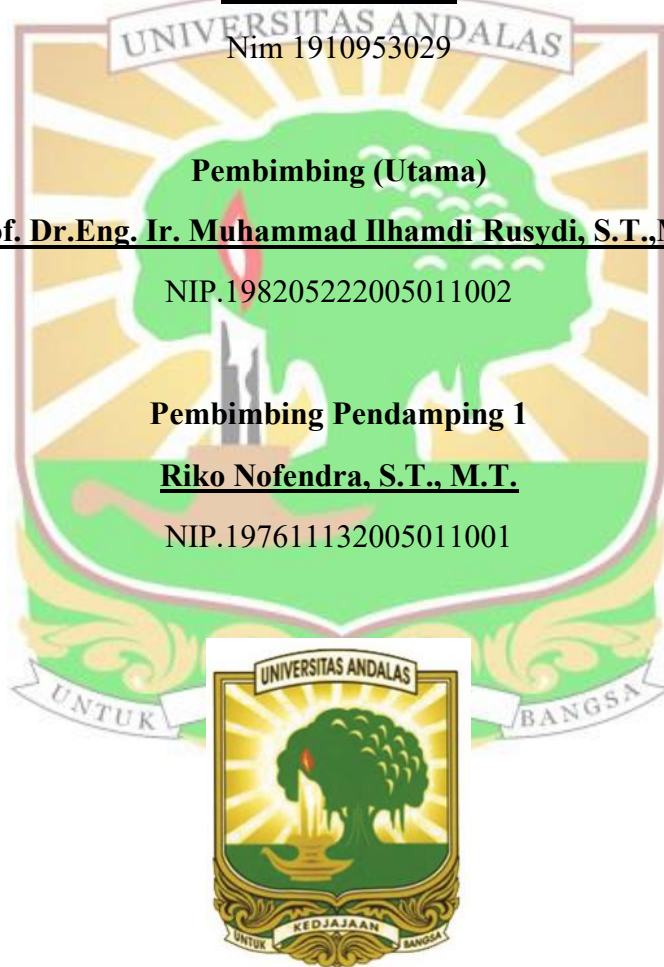 UNIVERSITAS ANDALAS
Nim 1910953029
Pembimbing (Utama)
Dr.Eng. Ir. Muhammad Ilhamdi Rusydi, S.T.,
NIP.198205222005011002
Pembimbing Pendamping 1
Riko Nofendra, S.T., M.T.
NIP.197611132005011001
UNTUK BANGSA
UNIVERSITAS ANDALAS
UNTUK KEDJAJAAN BANGSA